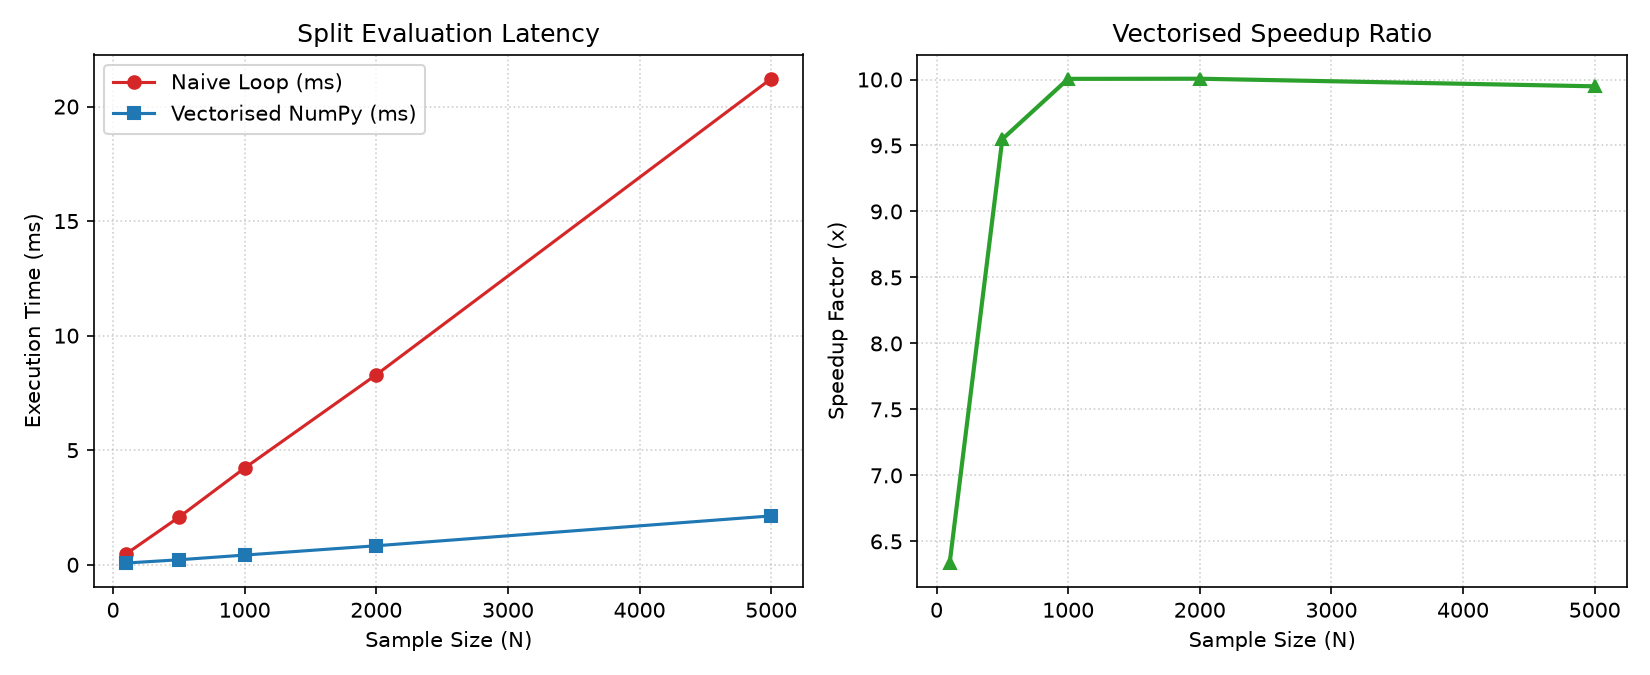 Split Evaluation Latency
Naive Loop (ms)
Vectorised NumPy (ms)
Execution Time (ms)
20
15
10
5
0
0 1000 2000 3000 4000 5000
Sample Size (N)
Vectorised Speedup Ratio
Speedup Factor (x)
10.0
9.5
9.0
8.5
8.0
7.5
7.0
6.5
0 1000 2000 3000 4000 5000
Sample Size (N)